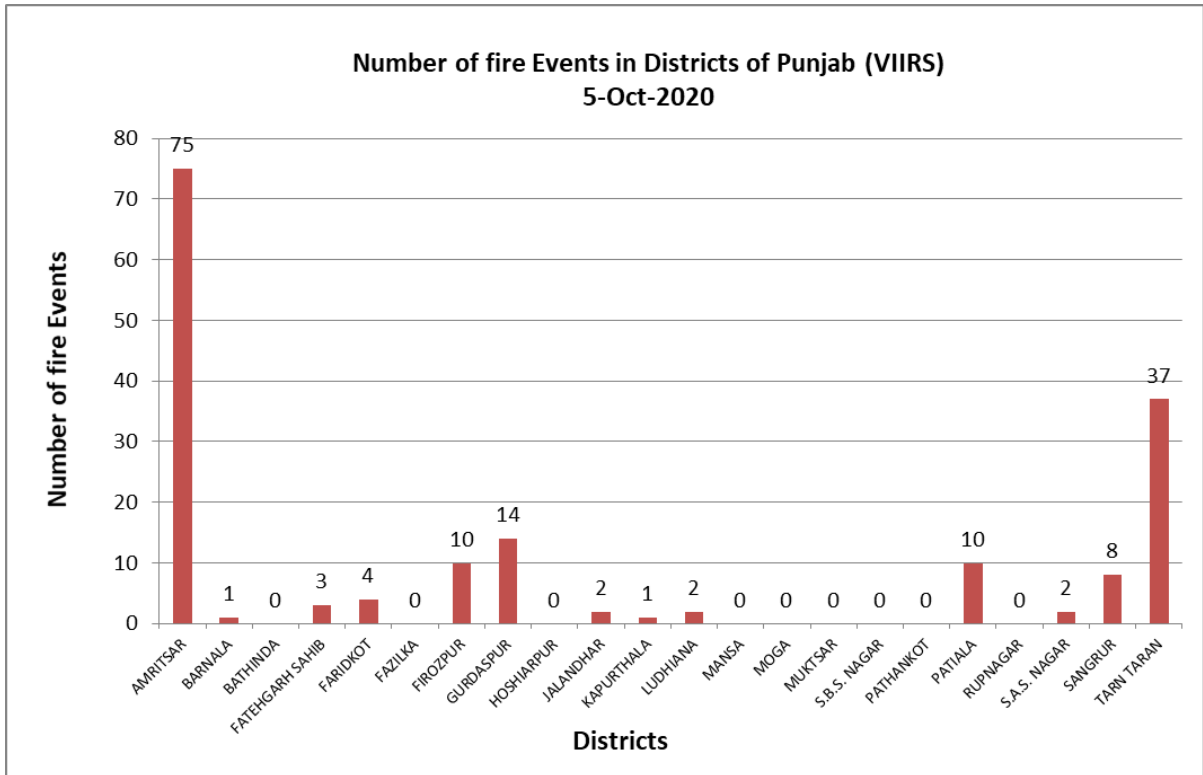 Number of fire Events in Districts of Punjab (VIIRS)
5-Oct-2020
Number of fire Events
80
70
60
50
40
30
20
10
0
75
1
0
3
4
0
10
14
0
2
1
2
0
0
0
0
0
10
0
2
8
37
AMRITSAR
BARNALA
BATHINDA
FATEHGARH SAHIB
FARIDKOT
FAZILKA
FIROZPUR
GURDASPUR
HOSHIARPUR
JALANDHAR
KAPURTHALA
LUDHIANA
MANSA
MOGA
MUKTSAR
S.B.S. NAGAR
PATHANKOT
PATIALA
RUPNAGAR
S.A.S. NAGAR
SANGRUR
TARN TARAN
Districts